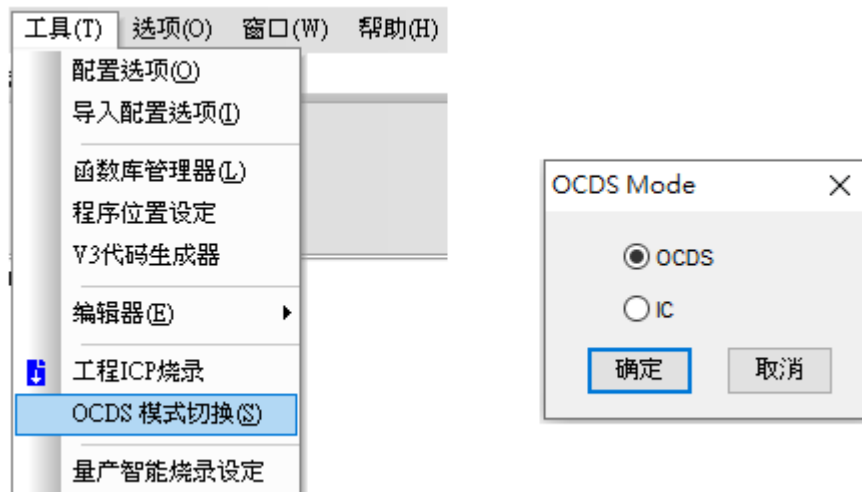 工具(T) 选项(O) 窗口(W) 帮助(H)
配置选项(O)
导入配置选项(I)
函数库管理器(L)
程序位置设定
V3代码生成器
编辑器(E)
工程ICP烧录
OCDS 模式切换(S)
量产智能烧录设定
OCDS Mode
OCDS
IC
确定 取消